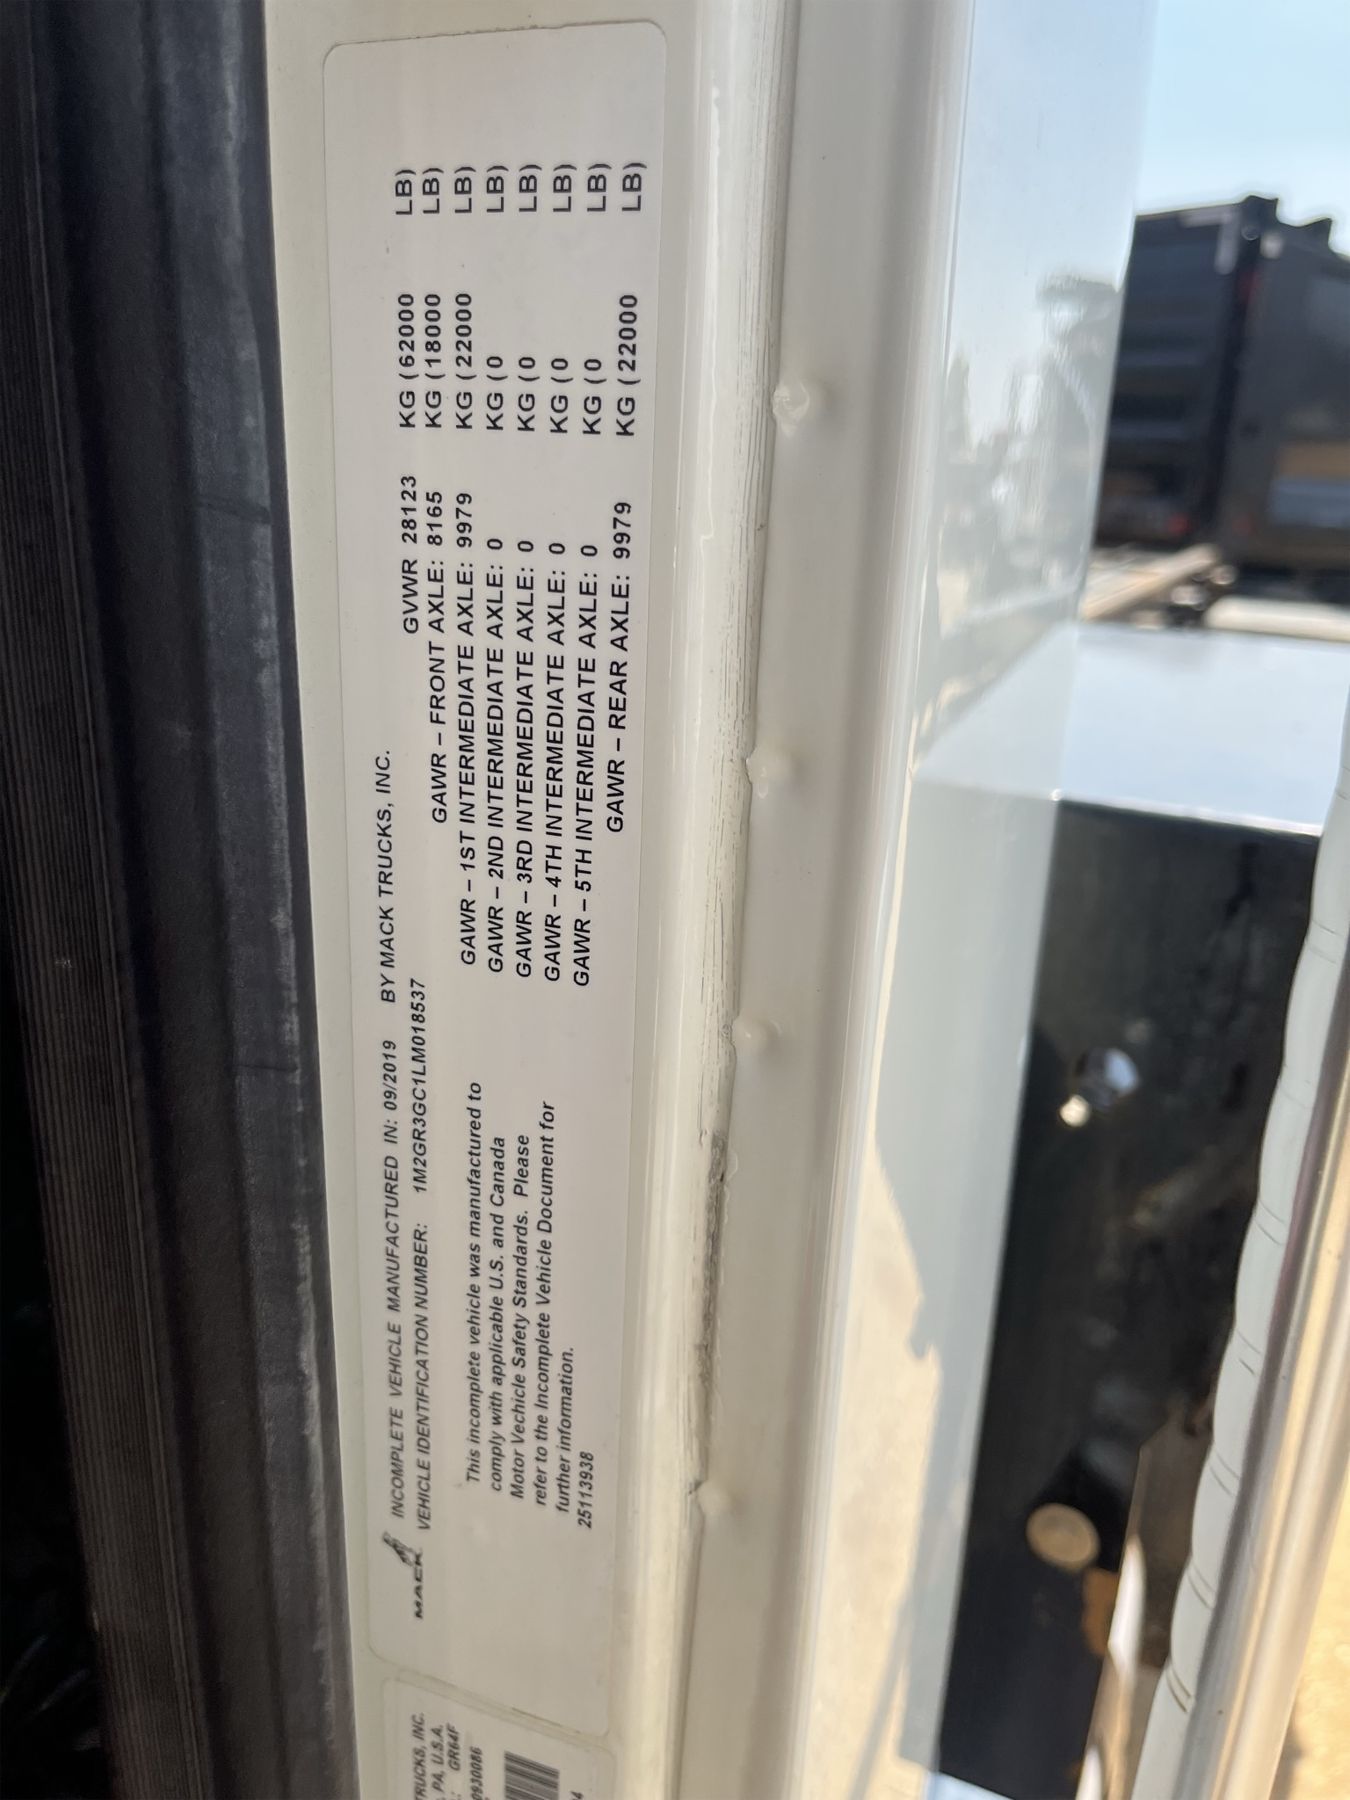 MACK
INCOMPLETE VEHICLE MANUFACTURED IN: 09/2019 BY MACK TRUCKS, INC.
VEHICLE IDENTIFICATION NUMBER: 1M2GR3GC1LM018537
GVWR 28123 KG (62000 LB)
GAWR – FRONT AXLE: 8165 KG (18000 LB)
GAWR – 1ST INTERMEDIATE AXLE: 9979 KG (22000 LB)
GAWR – 2ND INTERMEDIATE AXLE: 0 KG (0 LB)
GAWR – 3RD INTERMEDIATE AXLE: 0 KG (0 LB)
GAWR – 4TH INTERMEDIATE AXLE: 0 KG (0 LB)
GAWR – 5TH INTERMEDIATE AXLE: 0 KG (0 LB)
GAWR – REAR AXLE: 9979 KG (22000 LB)
This incomplete vehicle was manufactured to
comply with applicable U.S. and Canada
Motor Vechicle Safety Standards. Please
refer to the Incomplete Vehicle Document for
further information.
25113938
TRUCKS, INC.
PA, U.S.A.
GR64F
0930086